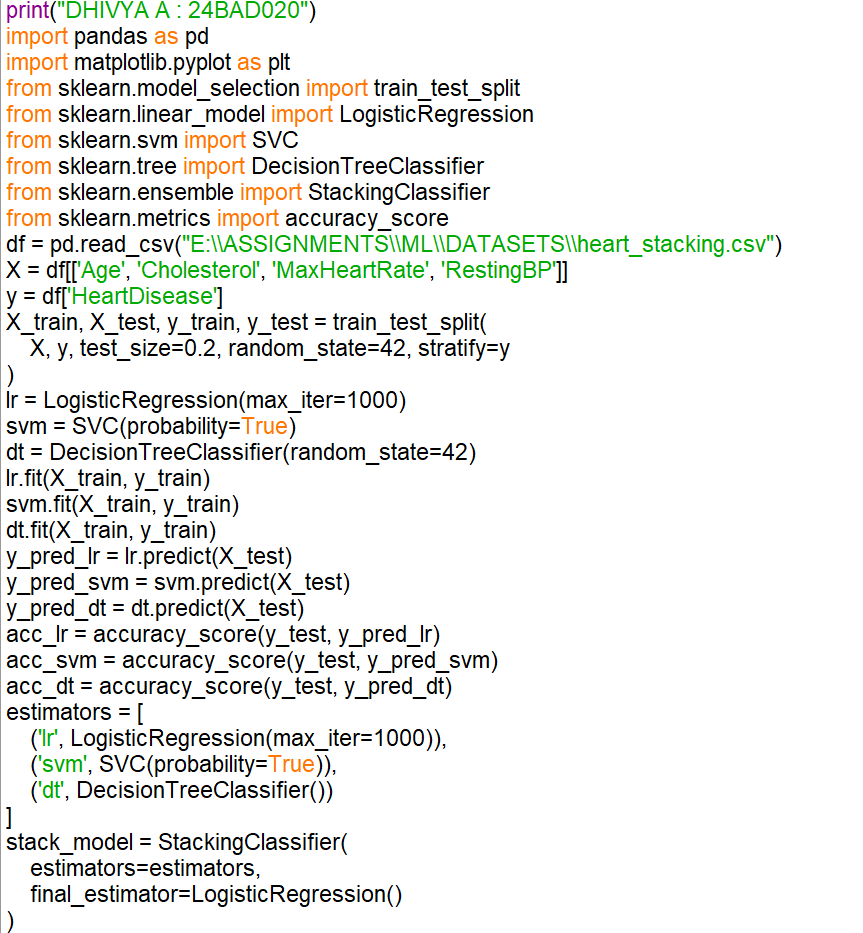 print("DHIVYA A : 24BAD020")
import pandas as pd
import matplotlib.pyplot as plt
from sklearn.model_selection import train_test_split
from sklearn.linear_model import LogisticRegression
from sklearn.svm import SVC
from sklearn.tree import DecisionTreeClassifier
from sklearn.ensemble import StackingClassifier
from sklearn.metrics import accuracy_score
df = pd.read_csv("E:\\ASSIGNMENTS\\ML\\DATASETS\\heart_stacking.csv")
X = df[['Age', 'Cholesterol', 'MaxHeartRate', 'RestingBP']]
y = df['HeartDisease']
X_train, X_test, y_train, y_test = train_test_split(
    X, y, test_size=0.2, random_state=42, stratify=y
)
lr = LogisticRegression(max_iter=1000)
svm = SVC(probability=True)
dt = DecisionTreeClassifier(random_state=42)
lr.fit(X_train, y_train)
svm.fit(X_train, y_train)
dt.fit(X_train, y_train)
y_pred_lr = lr.predict(X_test)
y_pred_svm = svm.predict(X_test)
y_pred_dt = dt.predict(X_test)
acc_lr = accuracy_score(y_test, y_pred_lr)
acc_svm = accuracy_score(y_test, y_pred_svm)
acc_dt = accuracy_score(y_test, y_pred_dt)
estimators = [
    ('lr', LogisticRegression(max_iter=1000)),
    ('svm', SVC(probability=True)),
    ('dt', DecisionTreeClassifier())
]
stack_model = StackingClassifier(
    estimators=estimators,
    final_estimator=LogisticRegression()
)